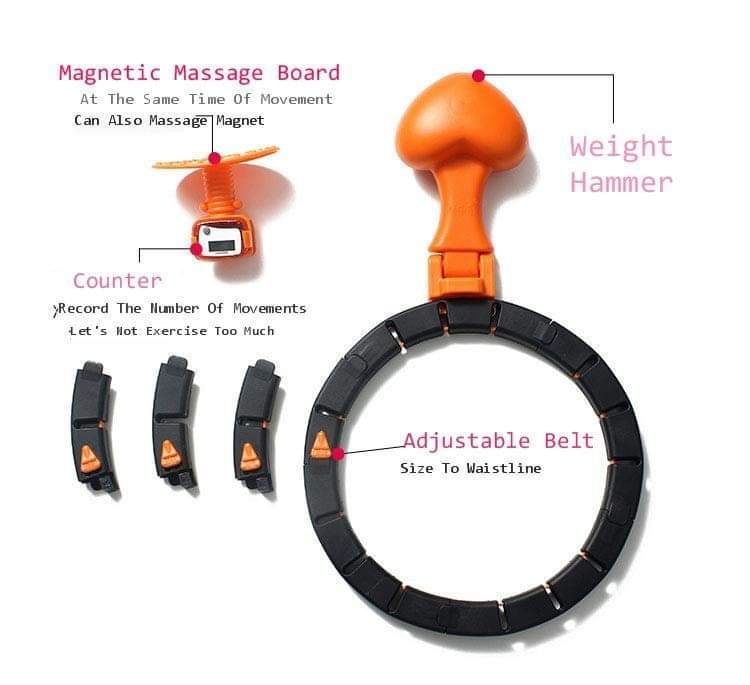 Magnetic Massage Board
At The Same Time Of Movement
Can Also Massage Magnet
Weight
Hammer
Counter
Record The Number Of Movements
Let's Not Exercise Too Much
Adjustable Belt
Size To Waistline